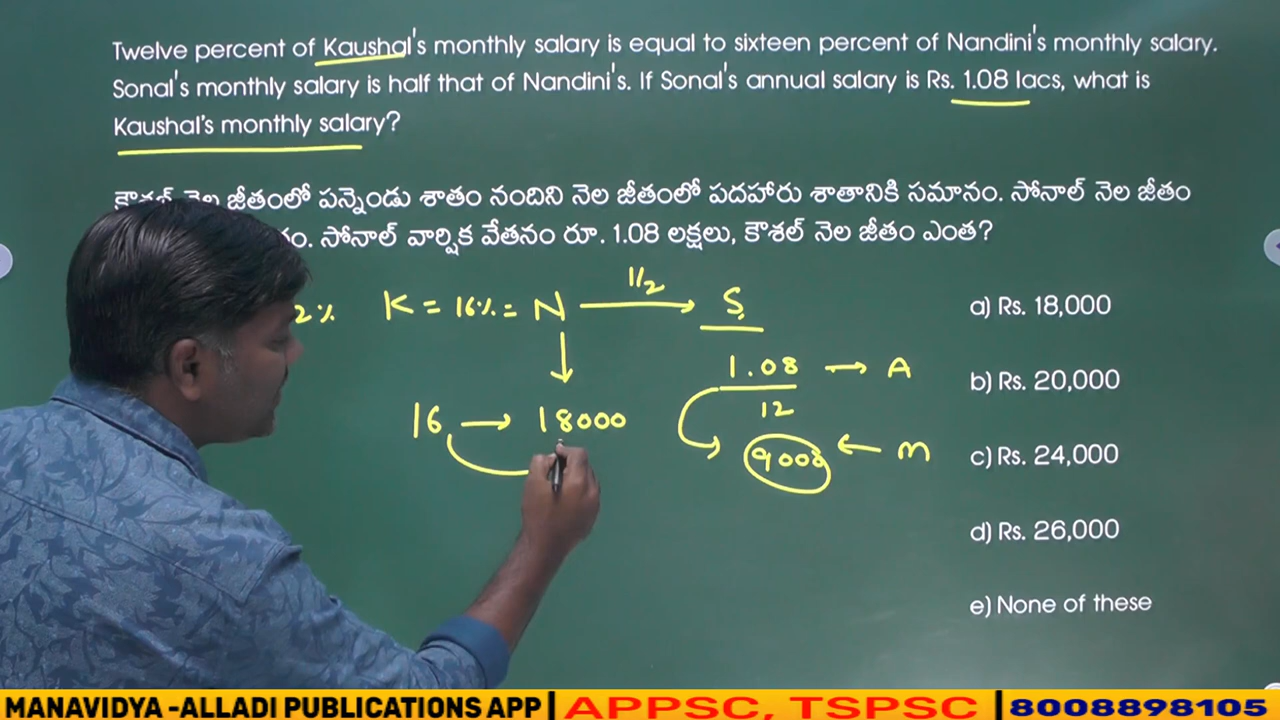 Twelve percent of Kaushal's monthly salary is equal to sixteen percent of Nandini's monthly salary.
Sonal's monthly salary is half that of Nandini's. If Sonal's annual salary is Rs. 1.08 lacs, what is
Kaushal's monthly salary?
కౌశల్ నెల జీతంలో పన్నెండు శాతం నందిని నెల జీతంలో పదహారు శాతానికి సమానం. సోనాల్ నెల జీతం
సోనాల్ వార్షిక వేతనం రూ. 1.08 లక్షలు, కౌశల్ నెల జీతం ఎంత?
2% K = 16% = N 1/2 S
1.08 → A
12
16 → 18000
9000 ← m
a) Rs. 18,000
b) Rs. 20,000
c) Rs. 24,000
d) Rs. 26,000
e) None of these
MANAVIDYA -ALLADI PUBLICATIONS APP | APPSC, TSPSC | 8008898105